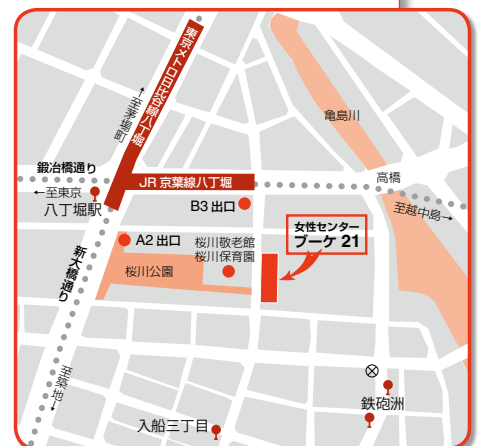 東京メトロ日比谷線八丁堀
←至茅場町
亀島川
鍛冶橋通り
←至東京
八丁堀駅
JR 京葉線八丁堀
高橋
至越中島→
B3 出口
女性センター
ブーケ 21
A2 出口
桜川敬老館
桜川保育園
桜川公園
新大橋通り
至築地→
鉄砲洲
入船三丁目